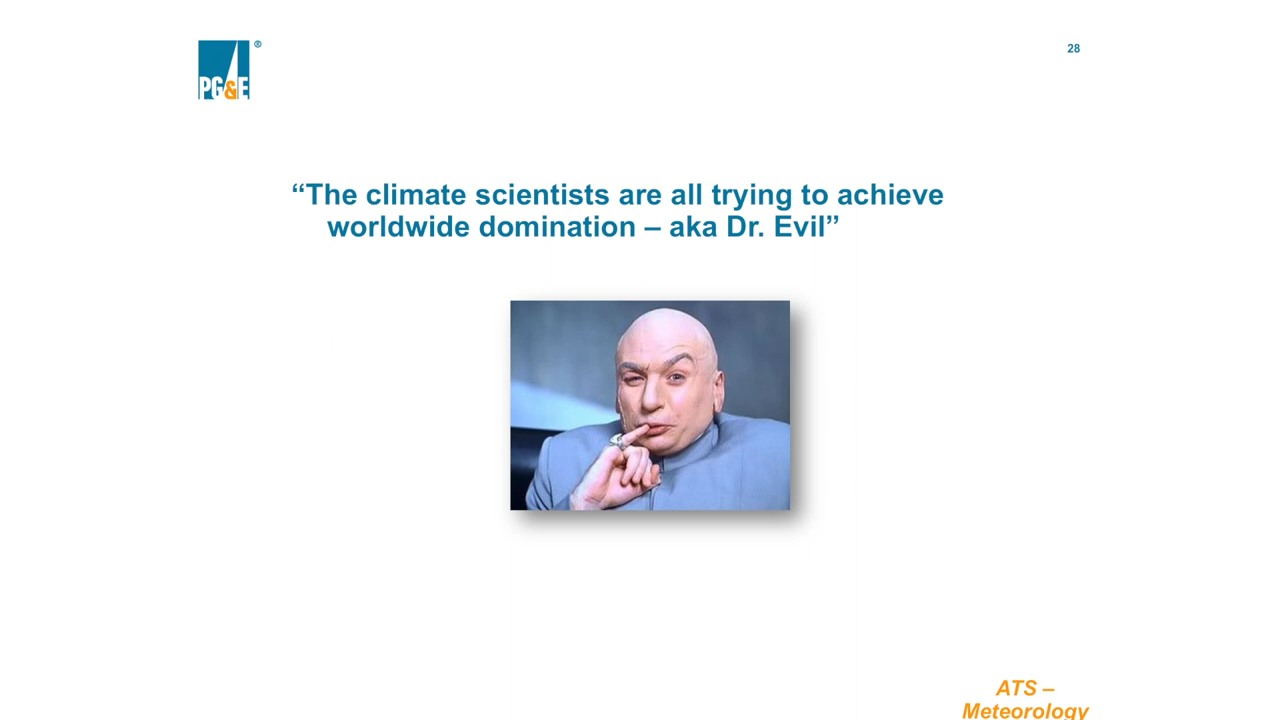 PG&E ®
28
“The climate scientists are all trying to achieve
worldwide domination – aka Dr. Evil”
ATS –
Meteorology